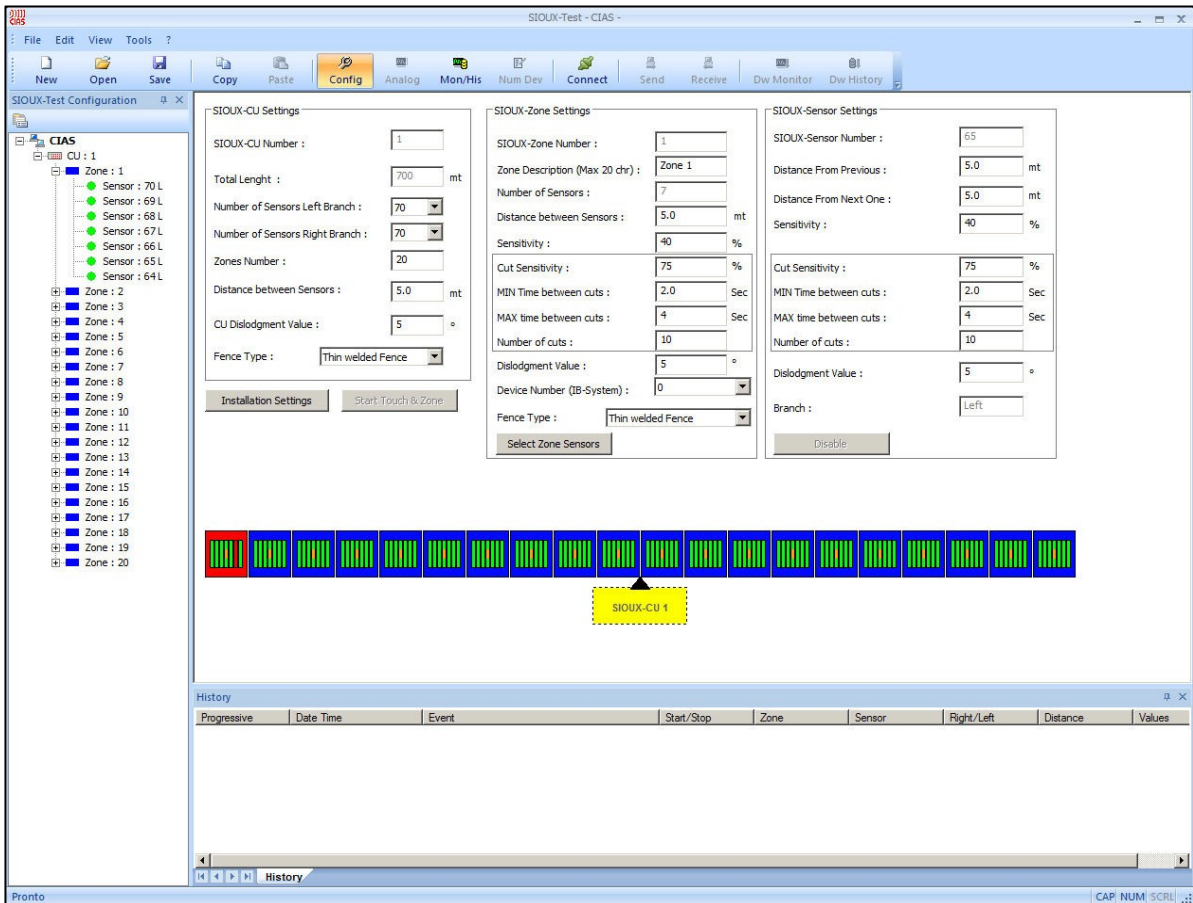 CIAS
SIOUX-Test - CIAS -
File Edit View Tools ?
New Open Save Copy Paste Config Analog Mon/His Num Dev Connect Send Receive Dw Monitor Dw History
SIOUX-Test Configuration
CIAS
CU : 1
Zone : 1
Sensor : 70 L
Sensor : 69 L
Sensor : 68 L
Sensor : 67 L
Sensor : 66 L
Sensor : 65 L
Sensor : 64 L
Zone : 2
Zone : 3
Zone : 4
Zone : 5
Zone : 6
Zone : 7
Zone : 8
Zone : 9
Zone : 10
Zone : 11
Zone : 12
Zone : 13
Zone : 14
Zone : 15
Zone : 16
Zone : 17
Zone : 18
Zone : 19
Zone : 20
SIOUX-CU Settings
SIOUX-CU Number : 1
Total Lenght : 700 mt
Number of Sensors Left Branch : 70
Number of Sensors Right Branch : 70
Zones Number : 20
Distance between Sensors : 5.0 mt
CU Dislodgment Value : 5 °
Fence Type : Thin welded Fence
Installation Settings Start Touch & Zone
SIOUX-Zone Settings
SIOUX-Zone Number : 1
Zone Description (Max 20 chr) : Zone 1
Number of Sensors : 7
Distance between Sensors : 5.0 mt
Sensitivity : 40 %
Cut Sensitivity : 75 %
MIN Time between cuts : 2.0 Sec
MAX time between cuts : 4 Sec
Number of cuts : 10
Dislodgment Value : 5 °
Device Number (IB-System) : 0
Fence Type : Thin welded Fence
Select Zone Sensors
SIOUX-Sensor Settings
SIOUX-Sensor Number : 65
Distance From Previous : 5.0 mt
Distance From Next One : 5.0 mt
Sensitivity : 40 %
Cut Sensitivity : 75 %
MIN Time between cuts : 2.0 Sec
MAX time between cuts : 4 Sec
Number of cuts : 10
Dislodgment Value : 5 °
Branch : Left
Disable
SIOUX-CU 1
History
Progressive Date Time Event Start/Stop Zone Sensor Right/Left Distance Values
History
Pronto CAP NUM SCRL